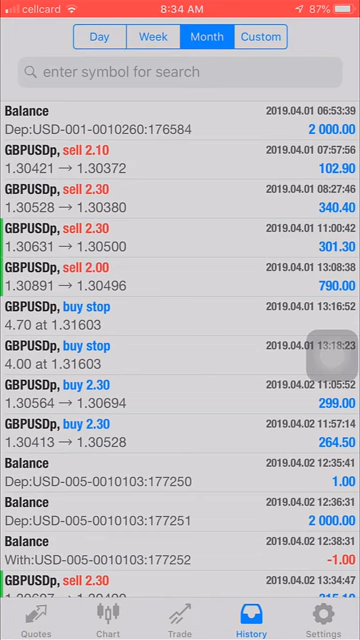 cellcard 8:34 AM 87%
Day Week Month Custom
enter symbol for search
Balance 2019.04.01 06:53:39
Dep:USD-001-0010260:176584 2 000.00
GBPUSDp, sell 2.10 2019.04.01 07:57:56
1.30421 → 1.30372 102.90
GBPUSDp, sell 2.30 2019.04.01 08:27:46
1.30528 → 1.30380 340.40
GBPUSDp, sell 2.30 2019.04.01 11:00:42
1.30631 → 1.30500 301.30
GBPUSDp, sell 2.00 2019.04.01 13:08:38
1.30891 → 1.30496 790.00
GBPUSDp, buy stop 2019.04.01 13:16:52
4.70 at 1.31603
GBPUSDp, buy stop 2019.04.01 13:18:23
4.00 at 1.31603
GBPUSDp, buy 2.30 2019.04.02 11:05:52
1.30564 → 1.30694 299.00
GBPUSDp, buy 2.30 2019.04.02 11:57:14
1.30413 → 1.30528 264.50
Balance 2019.04.02 12:35:41
Dep:USD-005-0010103:177250 1.00
Balance 2019.04.02 12:36:31
Dep:USD-005-0010103:177251 2 000.00
Balance 2019.04.02 12:38:31
With:USD-005-0010103:177252 -1.00
GBPUSDp, sell 2.30 2019.04.02 13:34:47
Quotes Chart Trade History Settings